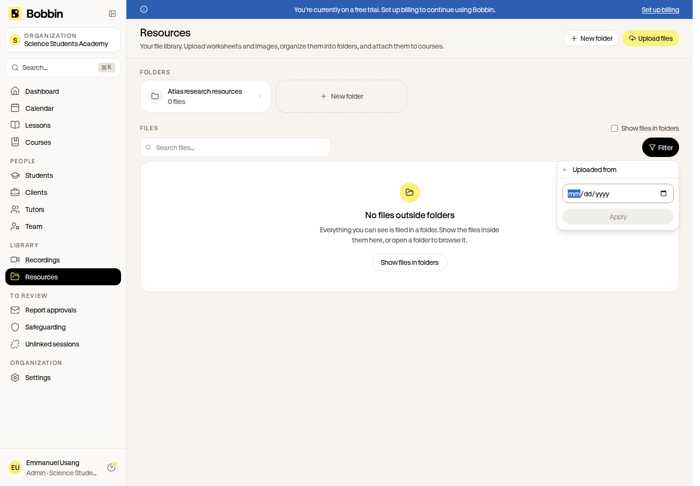 Bobbin
You're currently on a free trial. Set up billing to continue using Bobbin.
Set up billing
ORGANIZATION
S
Science Students Academy
Search...
⌘ K
Dashboard
Calendar
Lessons
Courses
PEOPLE
Students
Clients
Tutors
Team
LIBRARY
Recordings
Resources
TO REVIEW
Report approvals
Safeguarding
Unlinked sessions
ORGANIZATION
Settings
EU
Emmanuel Usang
Admin · Science Stude...
Resources
Your file library. Upload worksheets and images, organize them into folders, and attach them to courses.
New folder
Upload files
FOLDERS
Atlas research resources
0 files
New folder
FILES
Show files in folders
Search files...
Filter
Uploaded from
mm/dd/yyyy
Apply
No files outside folders
Everything you can see is filed in a folder. Show the files inside
them here, or open a folder to browse it.
Show files in folders